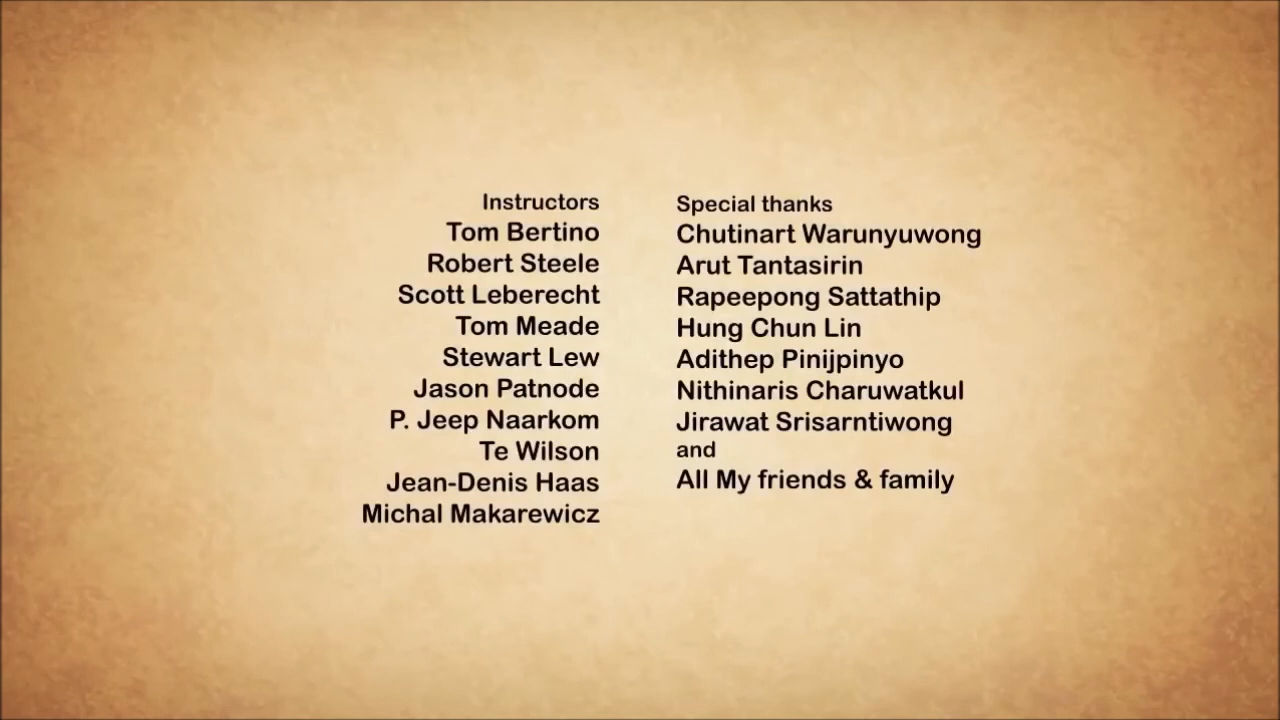 Instructors
Tom Bertino
Robert Steele
Scott Leberecht
Tom Meade
Stewart Lew
Jason Patnode
P. Jeep Naarkom
Te Wilson
Jean-Denis Haas
Michal Makarewicz
Special thanks
Chutinart Warunyuwong
Arut Tantasirin
Rapeepong Sattathip
Hung Chun Lin
Adithep Pinijpinyo
Nithinaris Charuwatkul
Jirawat Srisarntiwong
and
All My friends & family